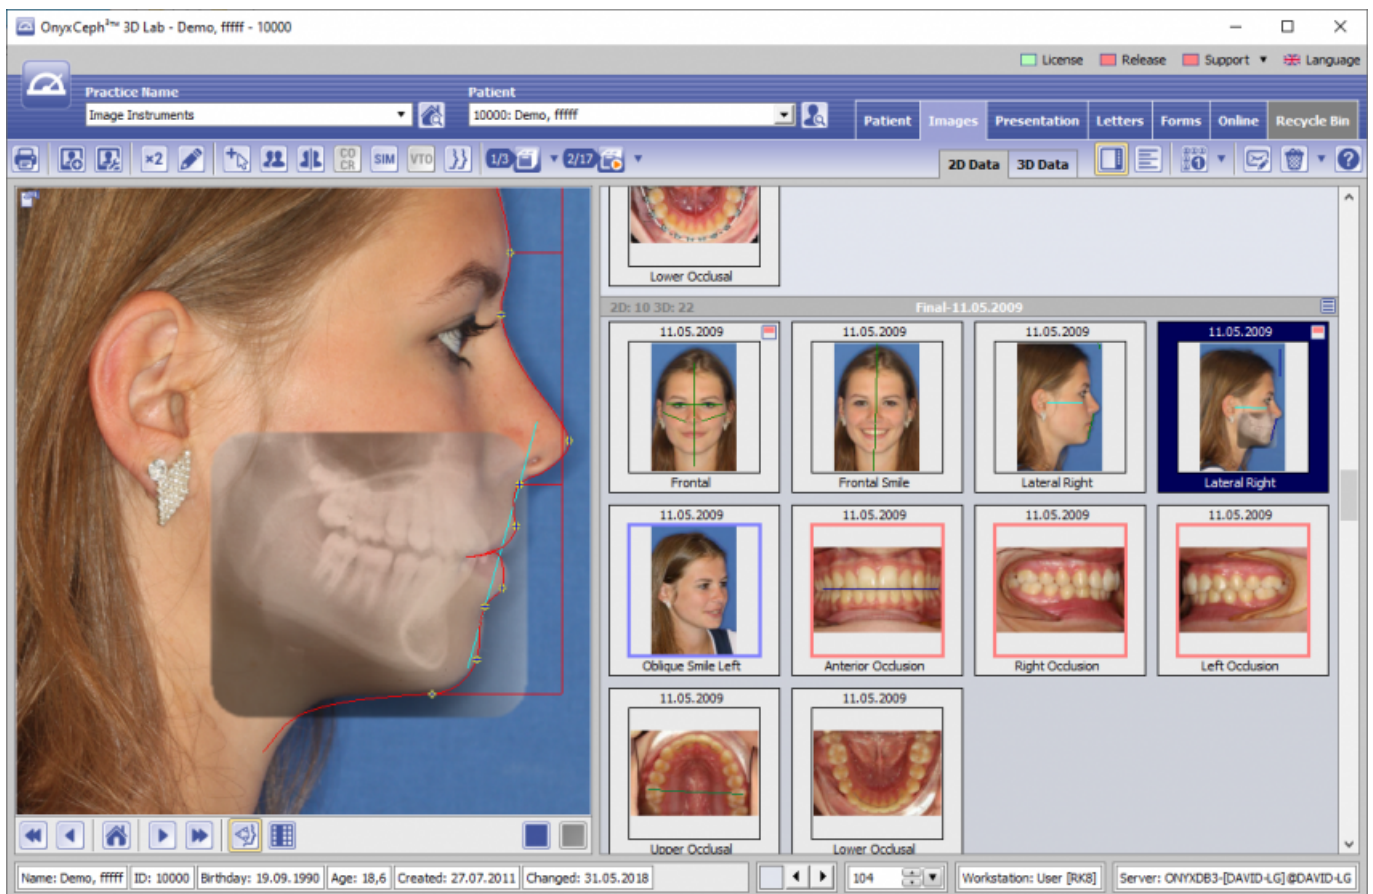 OnyxCeph³™ 3D Lab - Demo, fffff - 10000
License Release Support Language
Practice Name Patient
Image Instruments 10000: Demo, fffff
Patient Images Presentation Letters Forms Online Recycle Bin
×2 CO CR SIM VTO 1/3 2/17 2D Data 3D Data
Lower Occlusal
2D: 10 3D: 22 Final-11.05.2009
11.05.2009 11.05.2009 11.05.2009 11.05.2009
Frontal Frontal Smile Lateral Right Lateral Right
11.05.2009 11.05.2009 11.05.2009 11.05.2009
Oblique Smile Left Anterior Occlusion Right Occlusion Left Occlusion
11.05.2009 11.05.2009
Upper Occlusal Lower Occlusal
Name: Demo, fffff ID: 10000 Birthday: 19.09.1990 Age: 18,6 Created: 27.07.2011 Changed: 31.05.2018 104 Workstation: User [RK8] Server: ONYXDB3-[DAVID-LG]@DAVID-LG